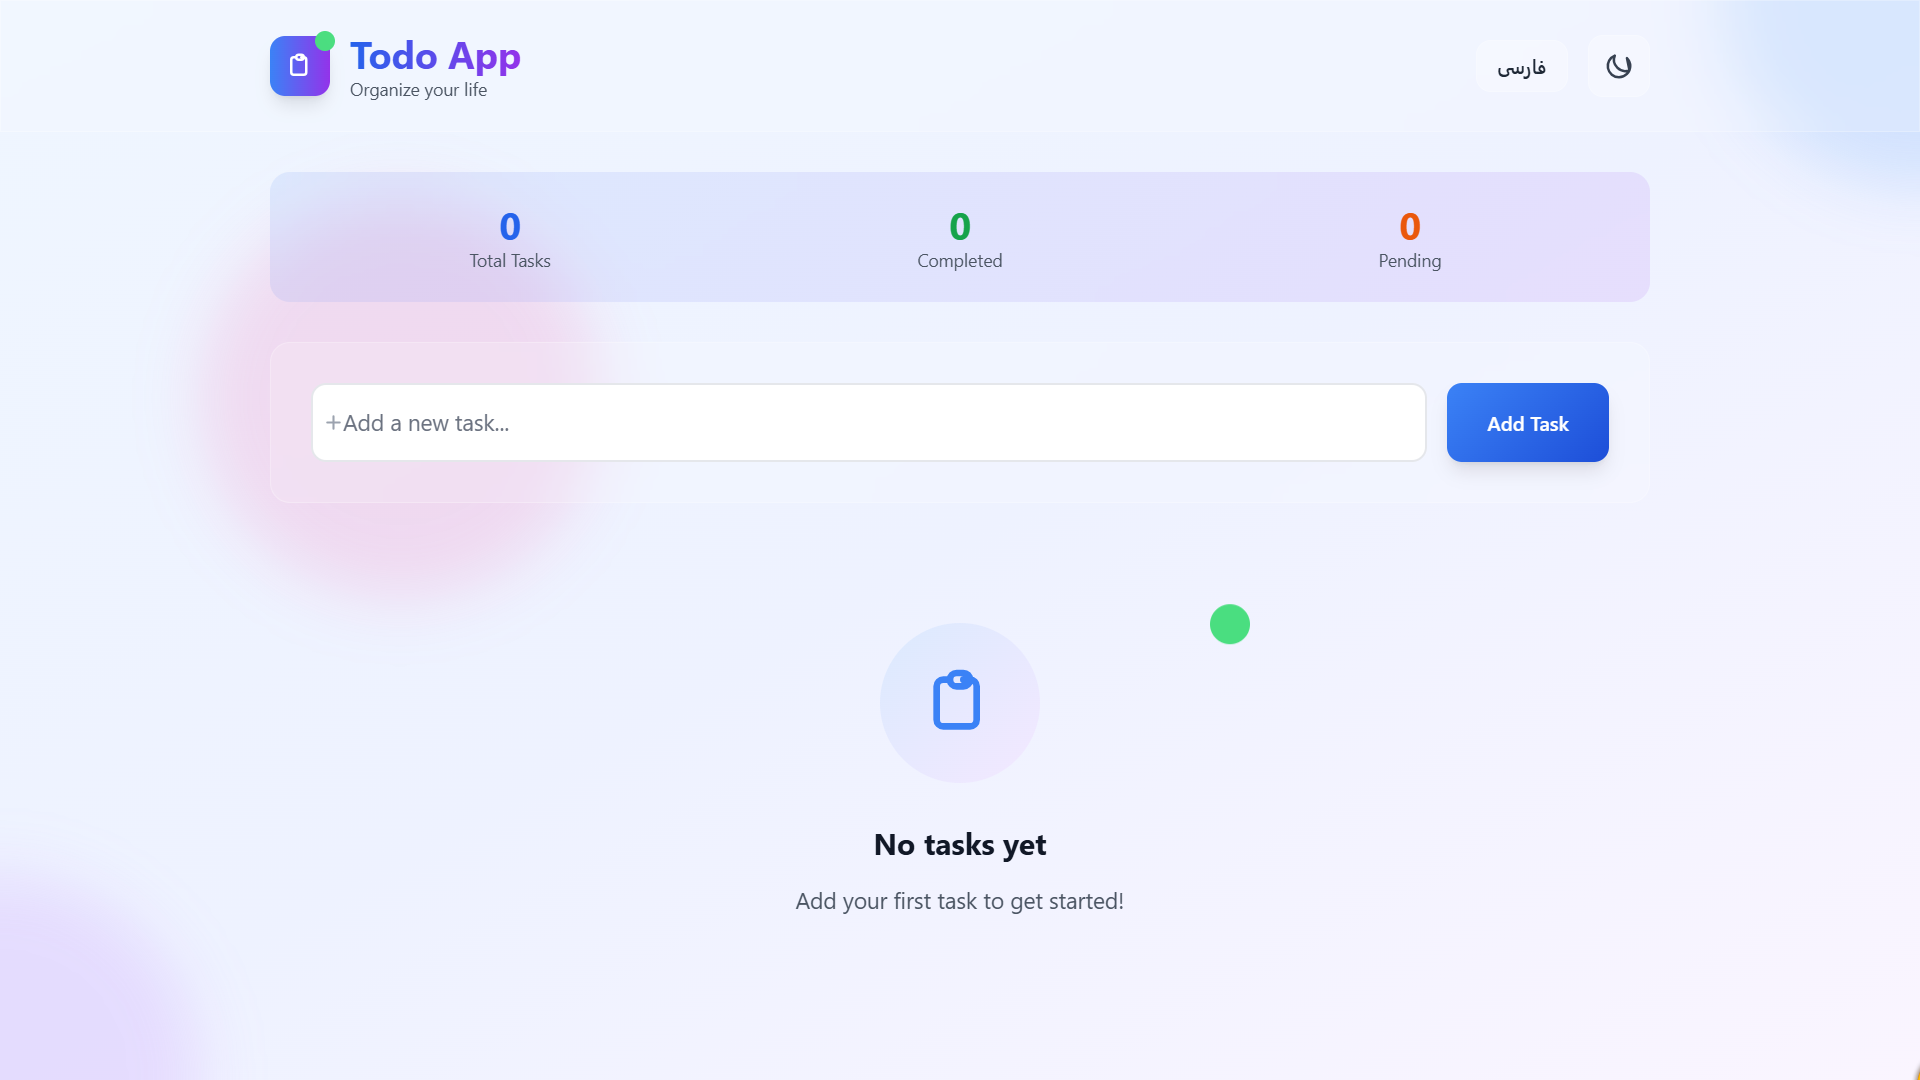 Todo App
Organize your life
فارسی
0
Total Tasks
0
Completed
0
Pending
+Add a new task...
Add Task
No tasks yet
Add your first task to get started!